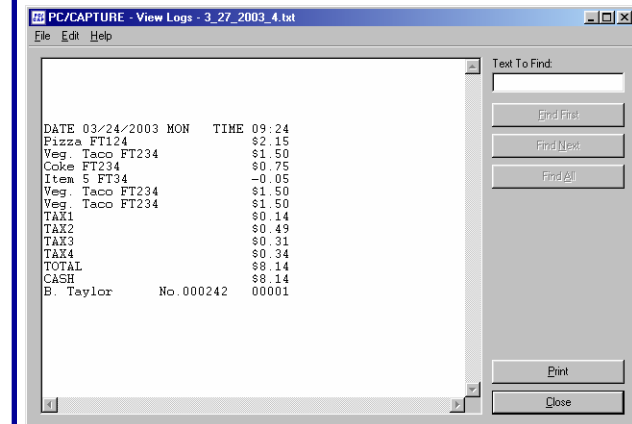 PC/CAPTURE - View Logs - 3_27_2003_4.txt
File Edit Help
Text To Find:
Find First
Find Next
Find All
DATE 03/24/2003 MON TIME 09:24
Pizza FT124 $2.15
Veg. Taco FT234 $1.50
Coke FT234 $0.75
Item 5 FT34 -0.05
Veg. Taco FT234 $1.50
Veg. Taco FT234 $1.50
TAX1 $0.14
TAX2 $0.49
TAX3 $0.31
TAX4 $0.34
TOTAL $8.14
CASH $8.14
B. Taylor No.000242 00001
Print
Close